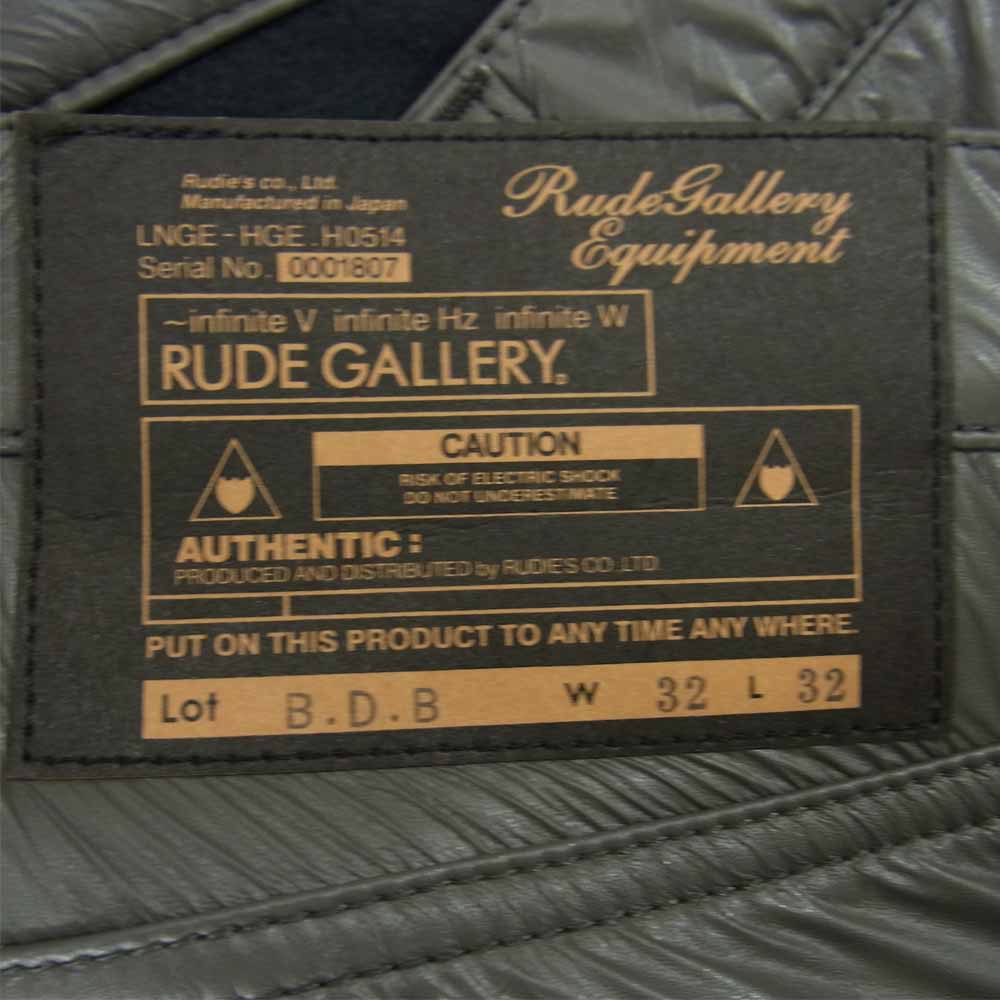 Rudie's co., Ltd.
Manufactured in Japan
LNGE-HGE.H0514
Serial No. 0001807
RudeGallery
Equipment
~infinite V infinite Hz infinite W
RUDE GALLERY.
CAUTION
RISK OF ELECTRIC SHOCK
DO NOT UNDERESTIMATE
AUTHENTIC:
PRODUCED AND DISTRIBUTED by RUDIE'S CO.LTD
PUT ON THIS PRODUCT TO ANY TIME ANY WHERE.
Lot B.D.B W 32 L 32